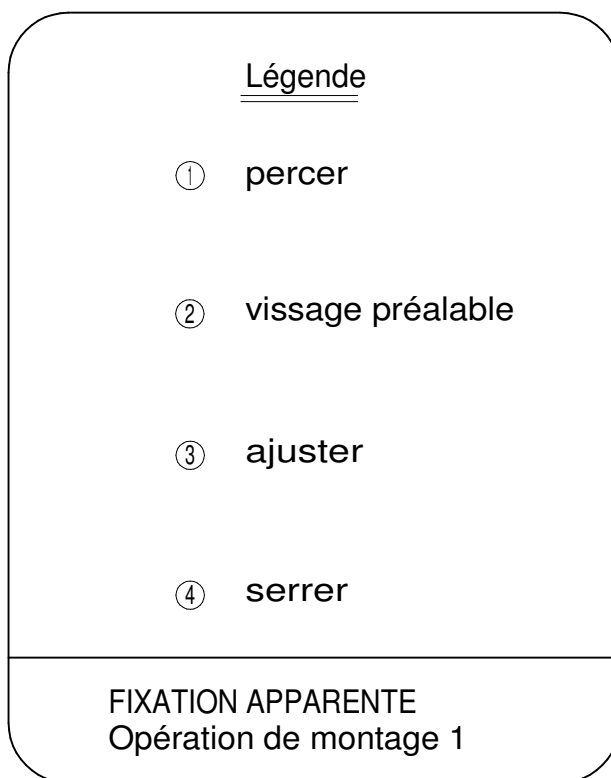 Légende
① percer
② vissage préalable
③ ajuster
④ serrer
FIXATION APPARENTE
Opération de montage 1